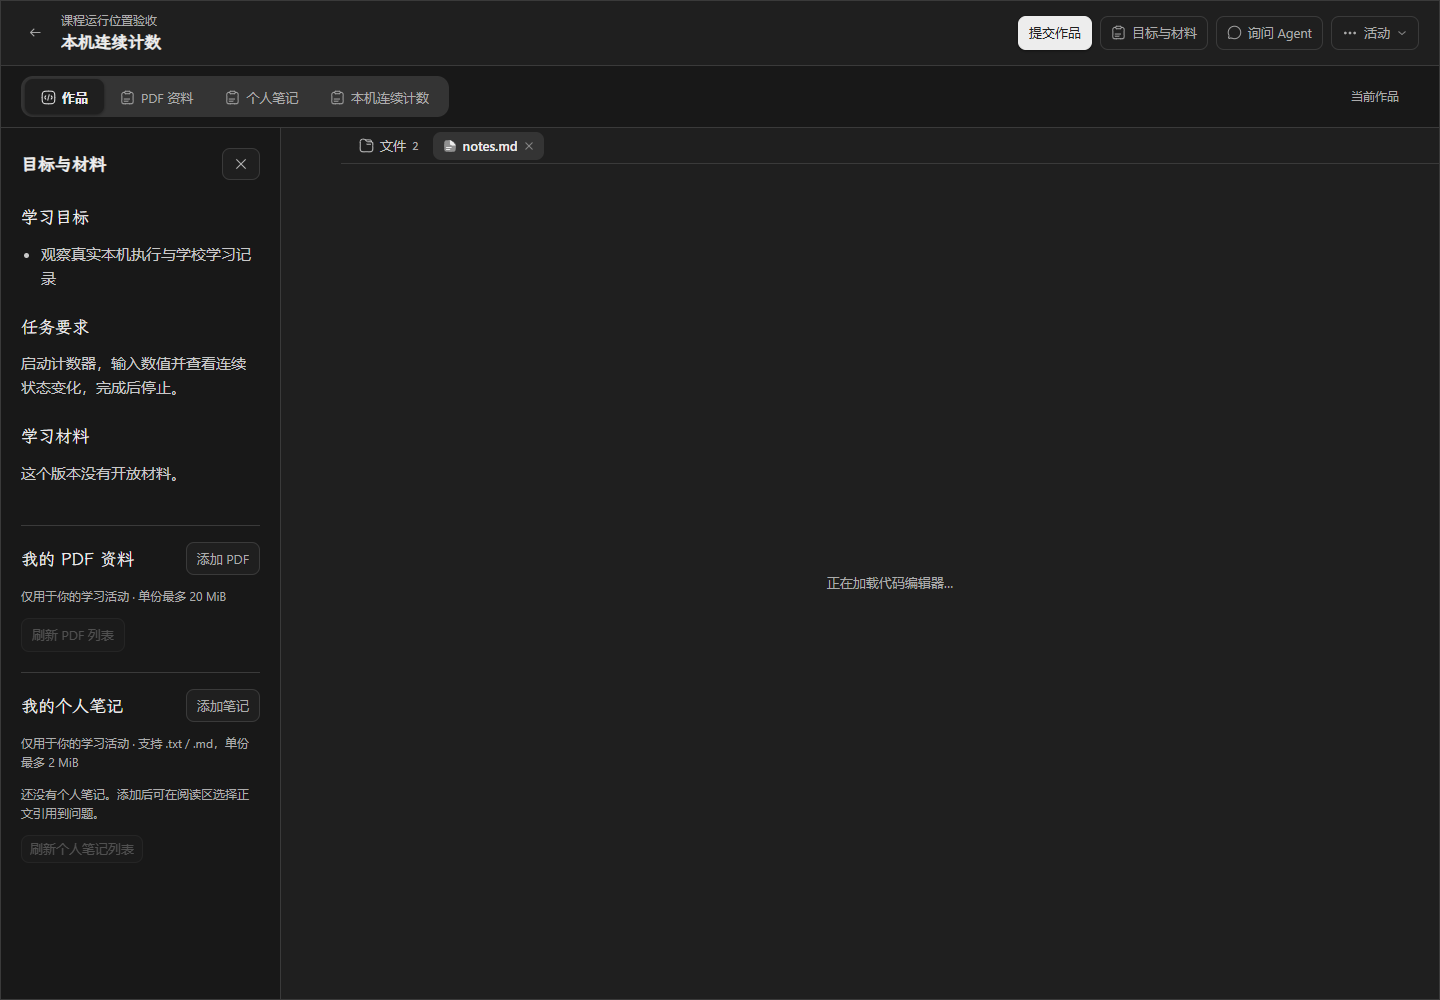 课程运行位置验收
本机连续计数
提交作品
目标与材料
询问 Agent
活动
作品
PDF 资料
个人笔记
本机连续计数
当前作品
目标与材料
文件 2
notes.md
学习目标
观察真实本机执行与学校学习记
录
任务要求
启动计数器，输入数值并查看连续
状态变化，完成后停止。
学习材料
这个版本没有开放材料。
我的 PDF 资料
添加 PDF
仅用于你的学习活动 · 单份最多 20 MiB
刷新 PDF 列表
我的个人笔记
添加笔记
仅用于你的学习活动 · 支持 .txt / .md，单份
最多 2 MiB
还没有个人笔记。添加后可在阅读区选择正
文引用到问题。
刷新个人笔记列表
正在加载代码编辑器...